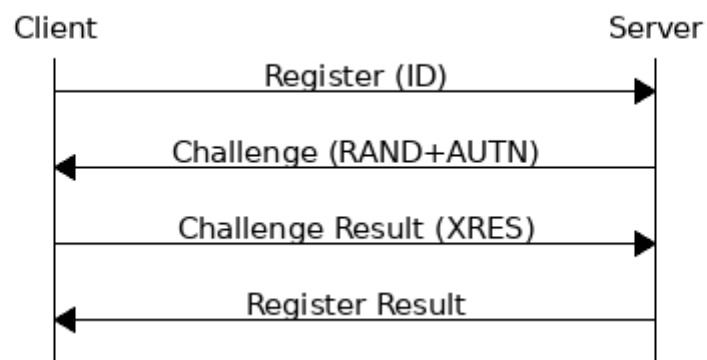 Client
Server
Register (ID)
Challenge (RAND+AUTN)
Challenge Result (XRES)
Register Result